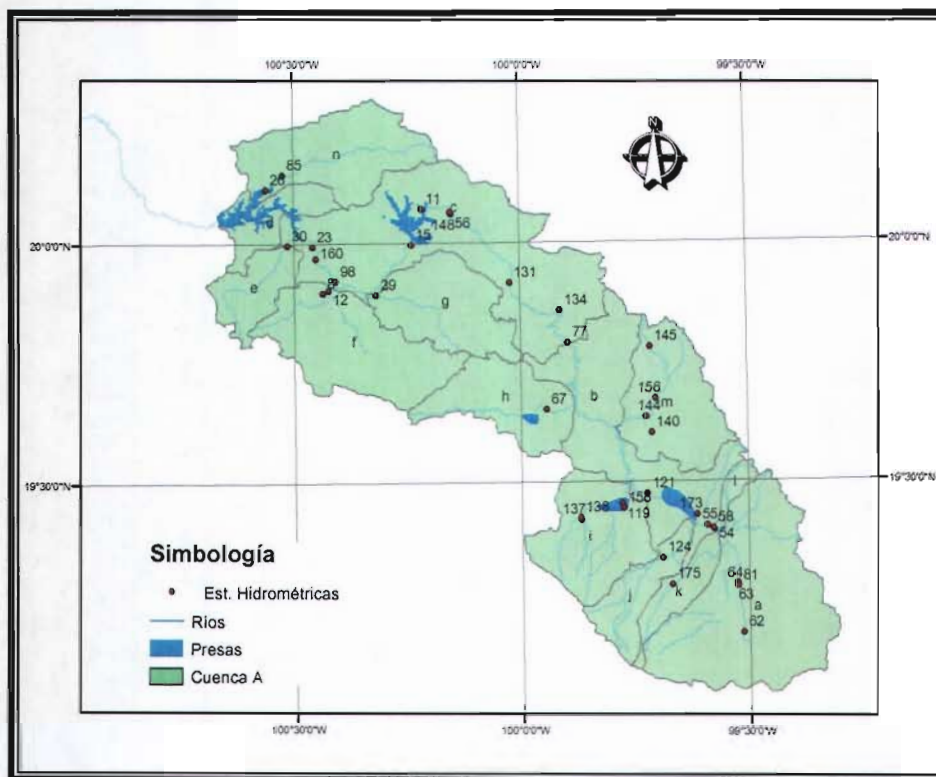 100°30'0"W 100°0'0"W 99°30'0"W
N
n
85
26
11 c
d 148 56
15
20°0'0"N 30 23 20°0'0"N
160
98 131
e 29 g 134
12
f 77 145
h 67 b 156 m
144
140
19°30'0"N 121 l 19°30'0"N
137 138 158 173
119 55 58
i 54
124
Simbología
175 64 81
Est. Hidrométricas j k 63 a
62
Ríos
Presas
Cuenca A
100°30'0"W 100°0'0"W 99°30'0"W